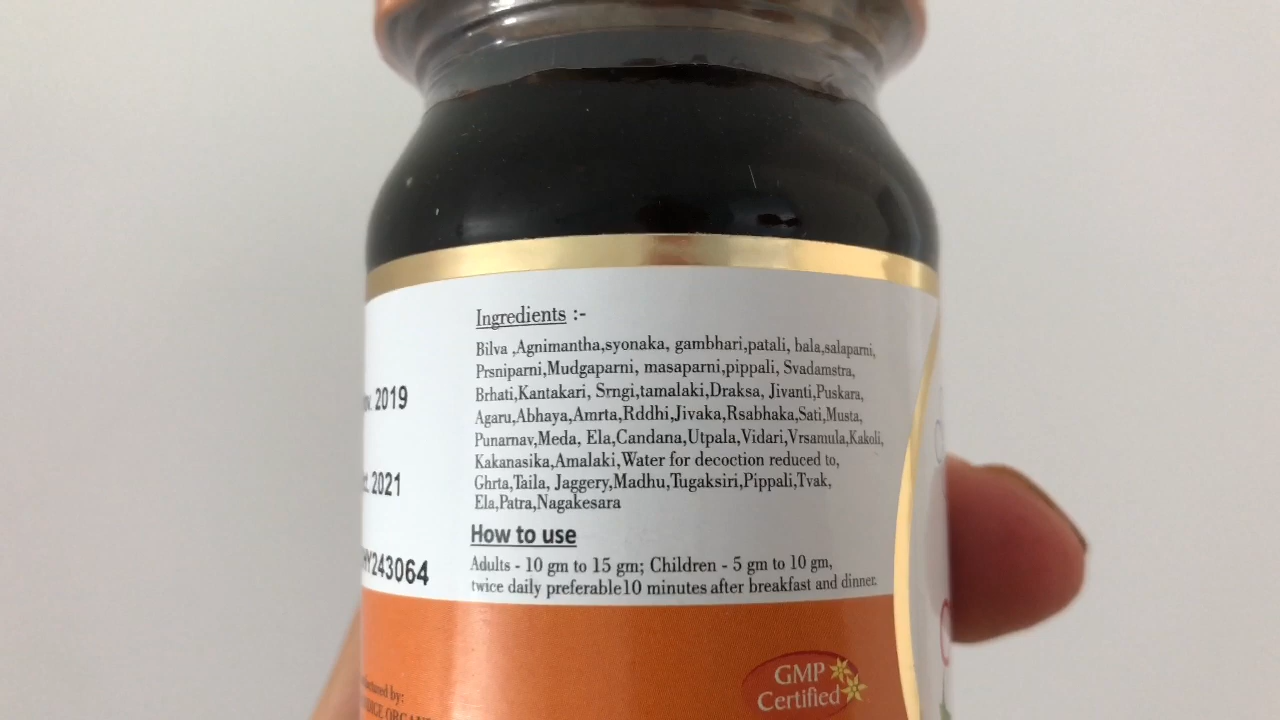 Ingredients :-
Bilva ,Agnimantha,syonaka, gambhari,patali, bala,salaparni,
Prsniparni,Mudgaparni, masaparni,pippali, Svadamstra,
Brhati,Kantakari, Srngi,tamalaki,Draksa, Jivanti,Puskara,
Agaru,Abhaya,Amrta,Rddhi,Jivaka,Rsabhaka,Sati,Musta,
Punarnav,Meda, Ela,Candana,Utpala,Vidari,Vrsamula,Kakoli,
Kakanasika,Amalaki,Water for decoction reduced to,
Ghrta,Taila, Jaggery,Madhu,Tugaksiri,Pippali,Tvak,
Ela,Patra,Nagakesara
How to use
Adults - 10 gm to 15 gm; Children - 5 gm to 10 gm,
twice daily preferable10 minutes after breakfast and dinner.
2019
2021
HY243064
by:
GMP
Certified